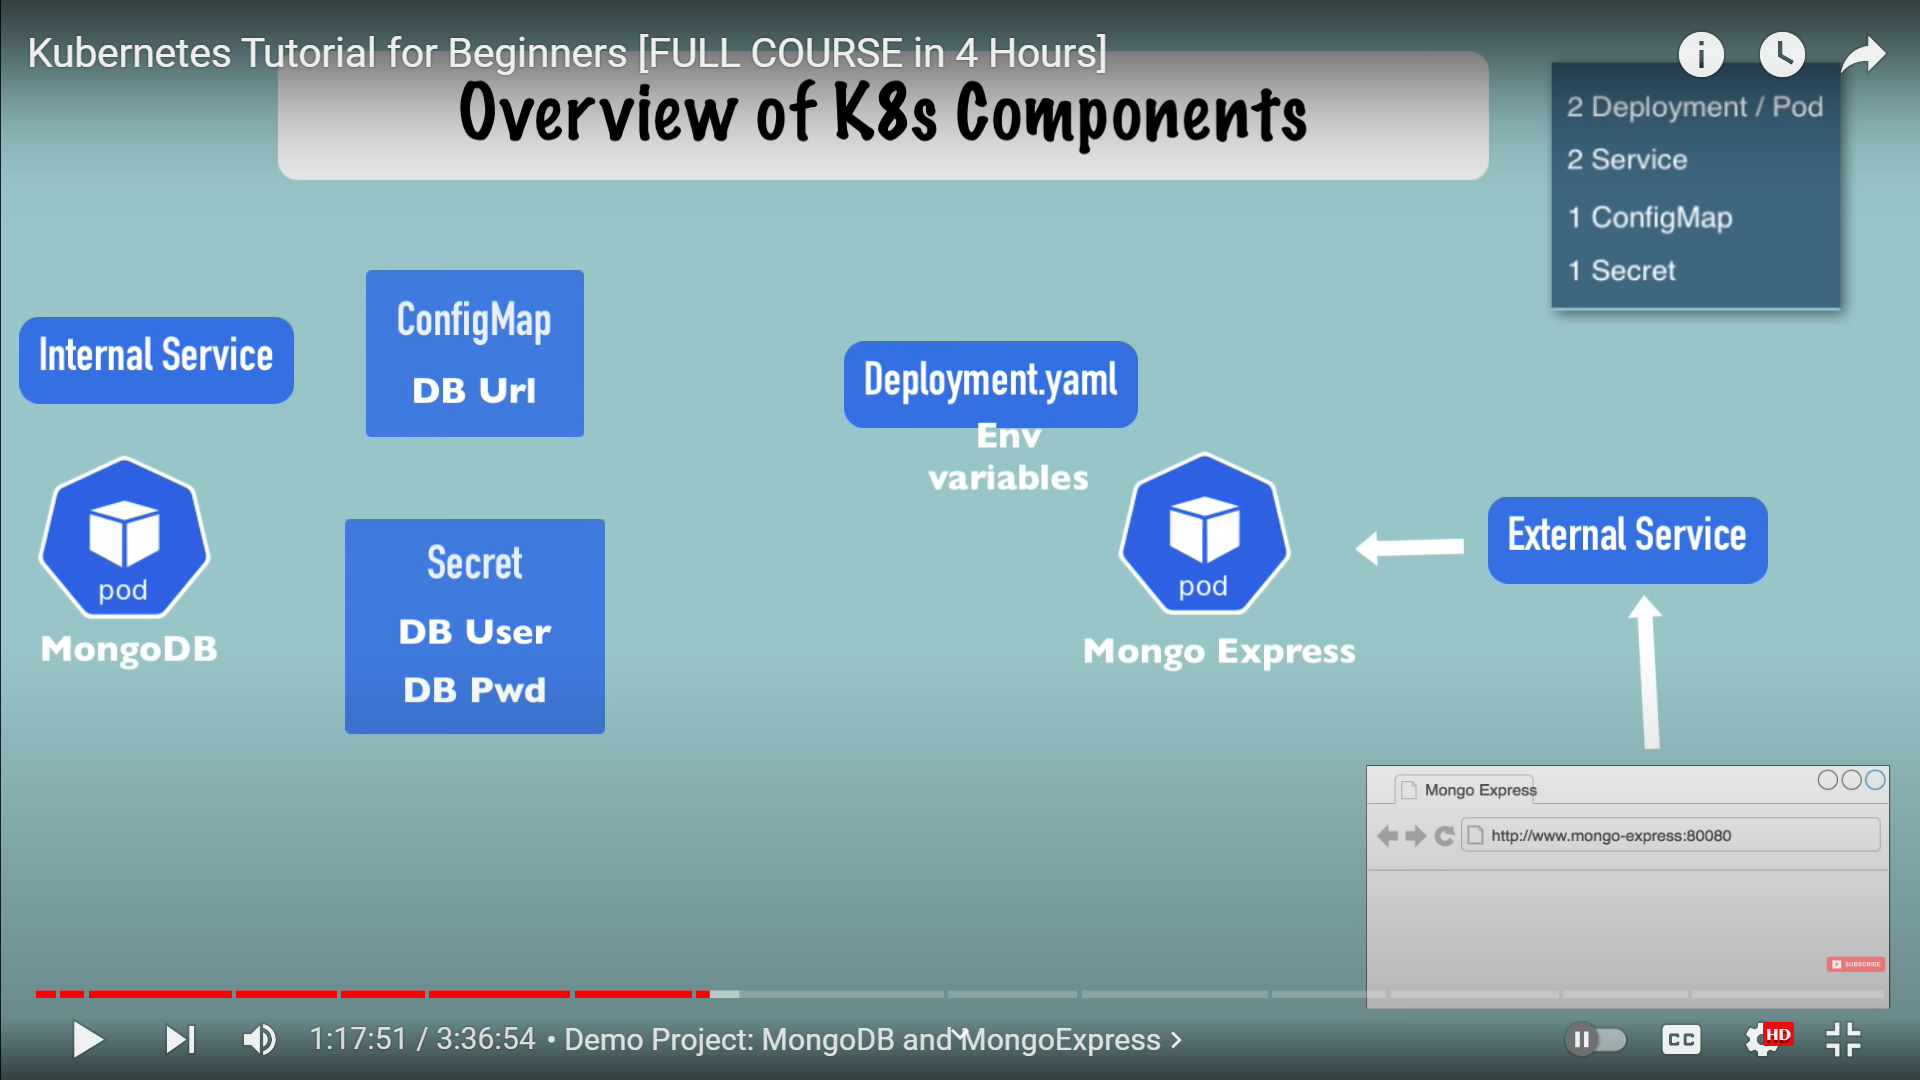 Kubernetes Tutorial for Beginners [FULL COURSE in 4 Hours]
Overview of K8s Components
2 Deployment / Pod
2 Service
1 ConfigMap
1 Secret
Internal Service
ConfigMap
DB Url
Deployment.yaml
Env
variables
pod
MongoDB
Secret
DB User
DB Pwd
pod
Mongo Express
External Service
Mongo Express
http://www.mongo-express:80080
SUBSCRIBE
1:17:51 / 3:36:54 • Demo Project: MongoDB and MongoExpress
CC
HD